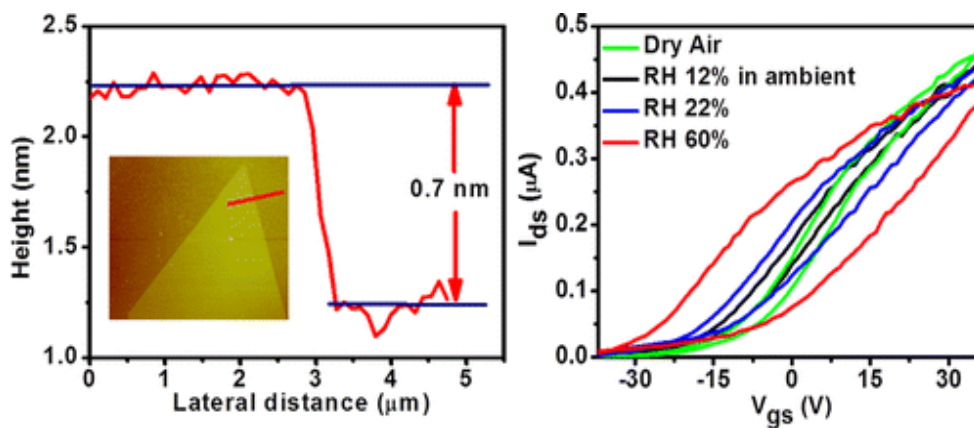 2.5
2.0
1.5
1.0
Height (nm)
0.7 nm
0 1 2 3 4 5
Lateral distance (μm)
0.5
0.4
0.3
0.2
0.1
0.0
I_ds (μA)
Dry Air
RH 12% in ambient
RH 22%
RH 60%
-30 -15 0 15 30
V_gs (V)